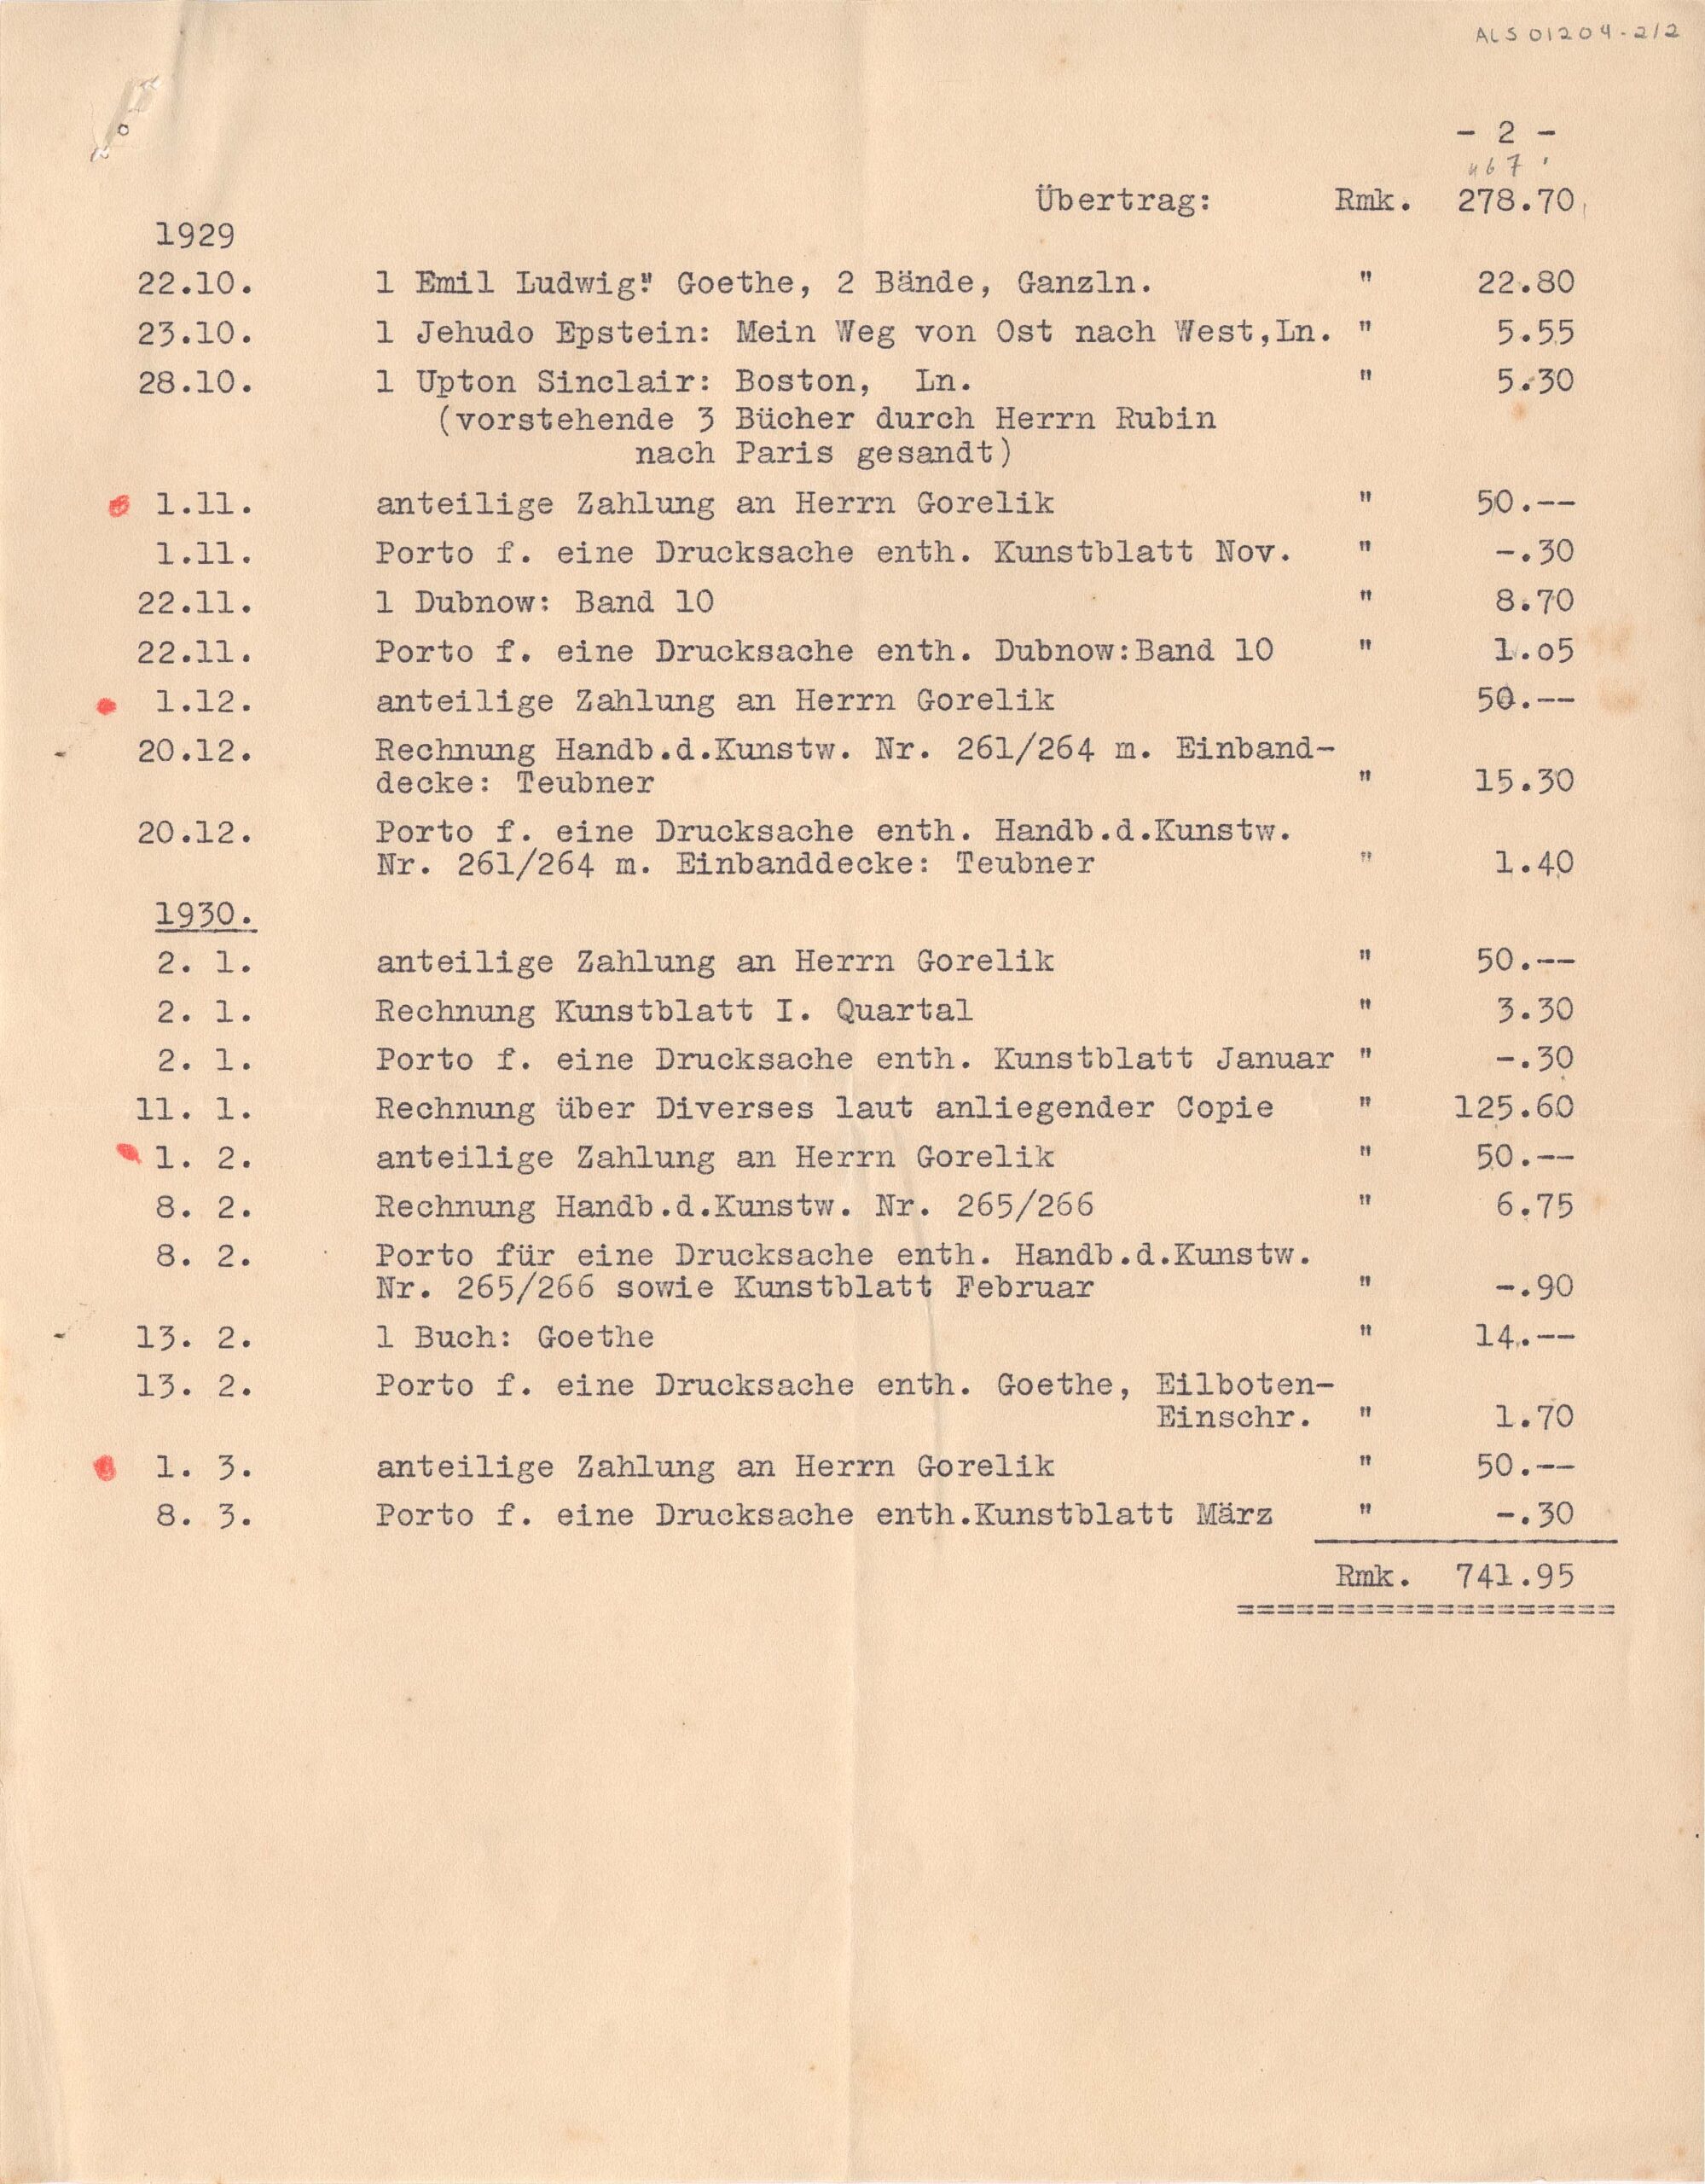 ALS 01204-2/2
- 2 -
467
Übertrag: Rmk. 278.70
1929
22.10. 1 Emil Ludwig: Goethe, 2 Bände, Ganzln. " 22.80
23.10. 1 Jehudo Epstein: Mein Weg von Ost nach West,Ln. " 5.55
28.10. 1 Upton Sinclair: Boston, Ln. " 5.30
(vorstehende 3 Bücher durch Herrn Rubin
nach Paris gesandt)
1.11. anteilige Zahlung an Herrn Gorelik " 50.--
1.11. Porto f. eine Drucksache enth. Kunstblatt Nov. " -.30
22.11. 1 Dubnow: Band 10 " 8.70
22.11. Porto f. eine Drucksache enth. Dubnow:Band 10 " 1.05
1.12. anteilige Zahlung an Herrn Gorelik 50.--
20.12. Rechnung Handb.d.Kunstw. Nr. 261/264 m. Einband-
decke: Teubner " 15.30
20.12. Porto f. eine Drucksache enth. Handb.d.Kunstw.
Nr. 261/264 m. Einbanddecke: Teubner " 1.40
1930.
2. 1. anteilige Zahlung an Herrn Gorelik " 50.--
2. 1. Rechnung Kunstblatt I. Quartal " 3.30
2. 1. Porto f. eine Drucksache enth. Kunstblatt Januar " -.30
11. 1. Rechnung über Diverses laut anliegender Copie " 125.60
1. 2. anteilige Zahlung an Herrn Gorelik " 50.--
8. 2. Rechnung Handb.d.Kunstw. Nr. 265/266 " 6.75
8. 2. Porto für eine Drucksache enth. Handb.d.Kunstw.
Nr. 265/266 sowie Kunstblatt Februar " -.90
13. 2. 1 Buch: Goethe " 14.--
13. 2. Porto f. eine Drucksache enth. Goethe, Eilboten-
Einschr. " 1.70
1. 3. anteilige Zahlung an Herrn Gorelik " 50.--
8. 3. Porto f. eine Drucksache enth.Kunstblatt März " -.30
Rmk. 741.95
===================